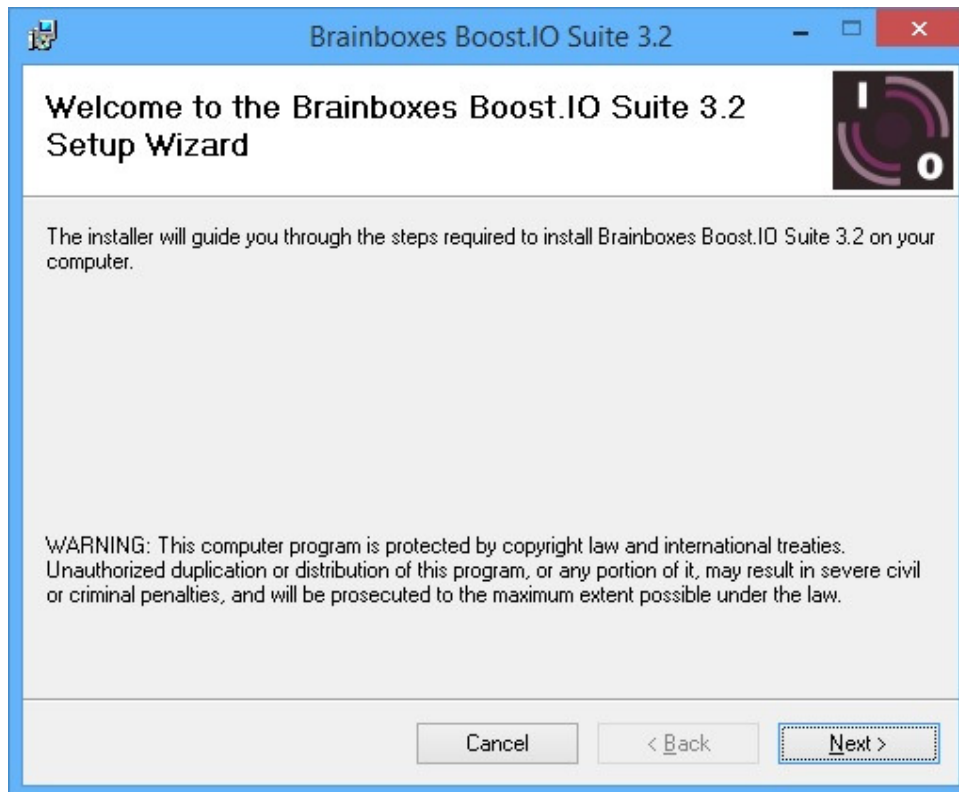 Brainboxes Boost.IO Suite 3.2
Welcome to the Brainboxes Boost.IO Suite 3.2
Setup Wizard
I
O
The installer will guide you through the steps required to install Brainboxes Boost.IO Suite 3.2 on your
computer.
WARNING: This computer program is protected by copyright law and international treaties.
Unauthorized duplication or distribution of this program, or any portion of it, may result in severe civil
or criminal penalties, and will be prosecuted to the maximum extent possible under the law.
Cancel
< Back
Next >